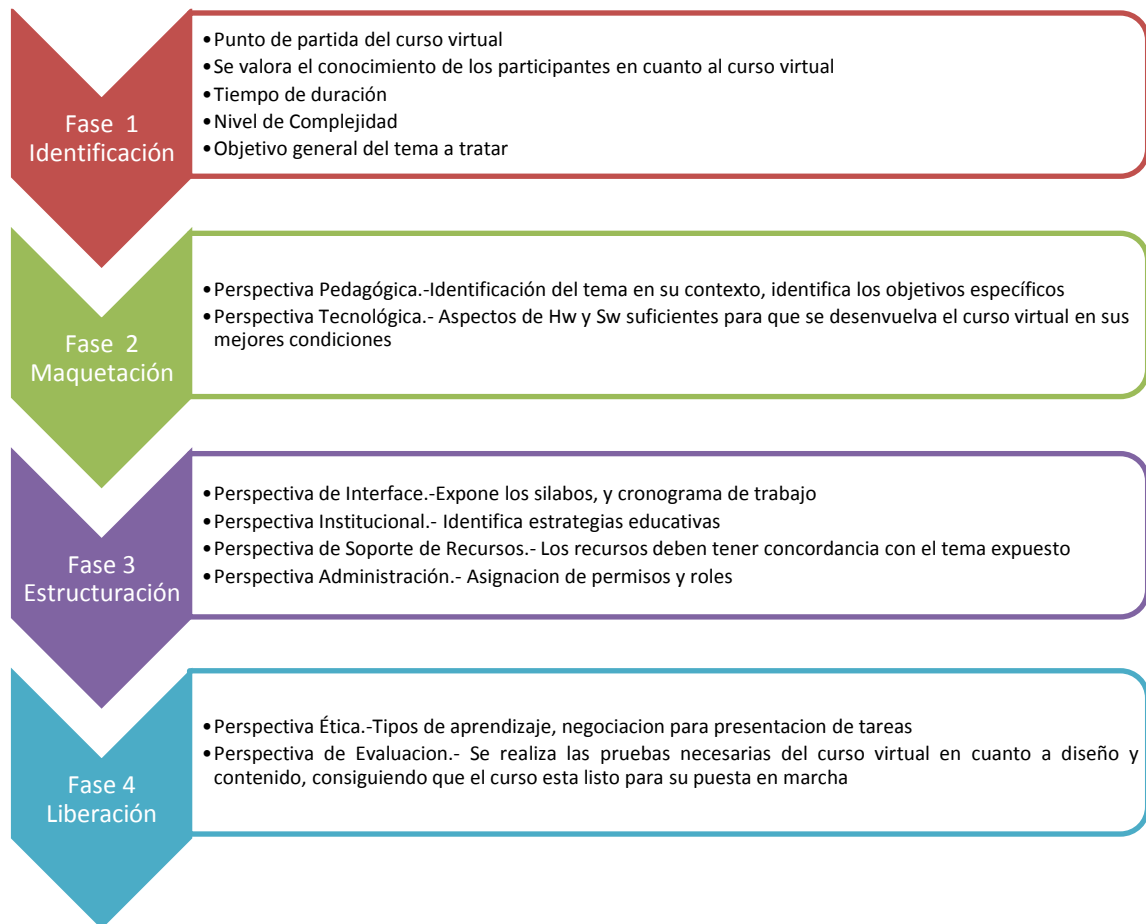 Fase 1
Identificación
•Punto de partida del curso virtual
•Se valora el conocimiento de los participantes en cuanto al curso virtual
•Tiempo de duración
•Nivel de Complejidad
•Objetivo general del tema a tratar
Fase 2
Maquetación
•Perspectiva Pedagógica.-Identificación del tema en su contexto, identifica los objetivos específicos
•Perspectiva Tecnológica.- Aspectos de Hw y Sw suficientes para que se desenvuelva el curso virtual en sus
mejores condiciones
Fase 3
Estructuración
•Perspectiva de Interface.-Expone los silabos, y cronograma de trabajo
•Perspectiva Institucional.- Identifica estrategias educativas
•Perspectiva de Soporte de Recursos.- Los recursos deben tener concordancia con el tema expuesto
•Perspectiva Administración.- Asignacion de permisos y roles
Fase 4
Liberación
•Perspectiva Ética.-Tipos de aprendizaje, negociacion para presentacion de tareas
•Perspectiva de Evaluacion.- Se realiza las pruebas necesarias del curso virtual en cuanto a diseño y
contenido, consiguiendo que el curso esta listo para su puesta en marcha